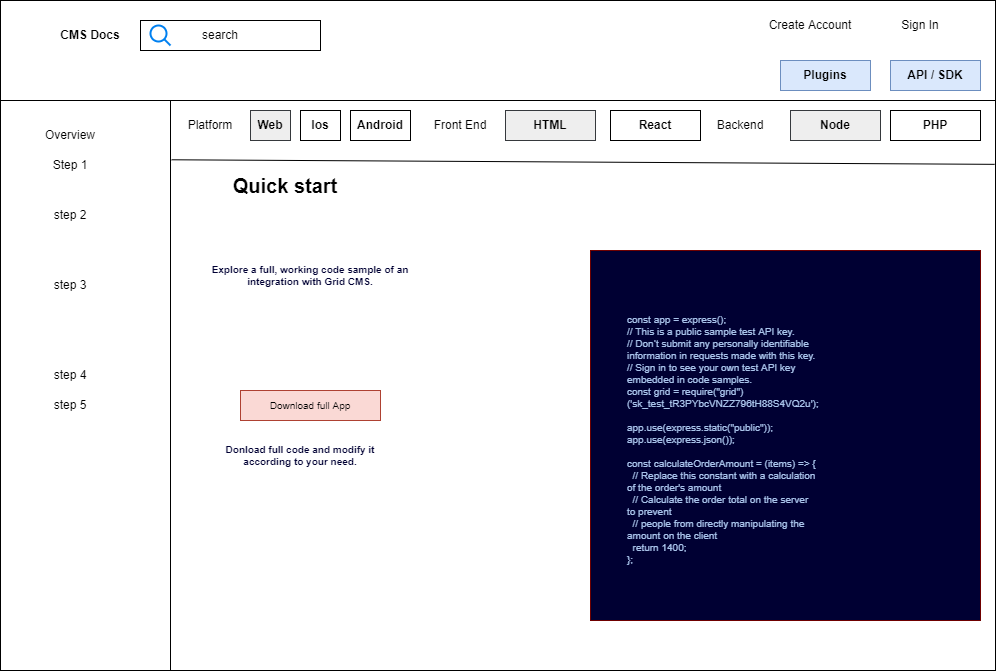 CMS Docs
search
Create Account
Sign In
Plugins
API / SDK
Overview
Step 1
step 2
step 3
step 4
step 5
Platform
Web
Ios
Android
Front End
HTML
React
Backend
Node
PHP
Quick start
Explore a full, working code sample of an
integration with Grid CMS.
Download full App
Donload full code and modify it
according to your need.
const app = express();
// This is a public sample test API key.
// Don't submit any personally identifiable
information in requests made with this key.
// Sign in to see your own test API key
embedded in code samples.
const grid = require("grid")
('sk_test_tR3PYbcVNZZ796tH88S4VQ2u');
app.use(express.static("public"));
app.use(express.json());
const calculateOrderAmount = (items) => {
// Replace this constant with a calculation
of the order's amount
// Calculate the order total on the server
to prevent
// people from directly manipulating the
amount on the client
return 1400;
};